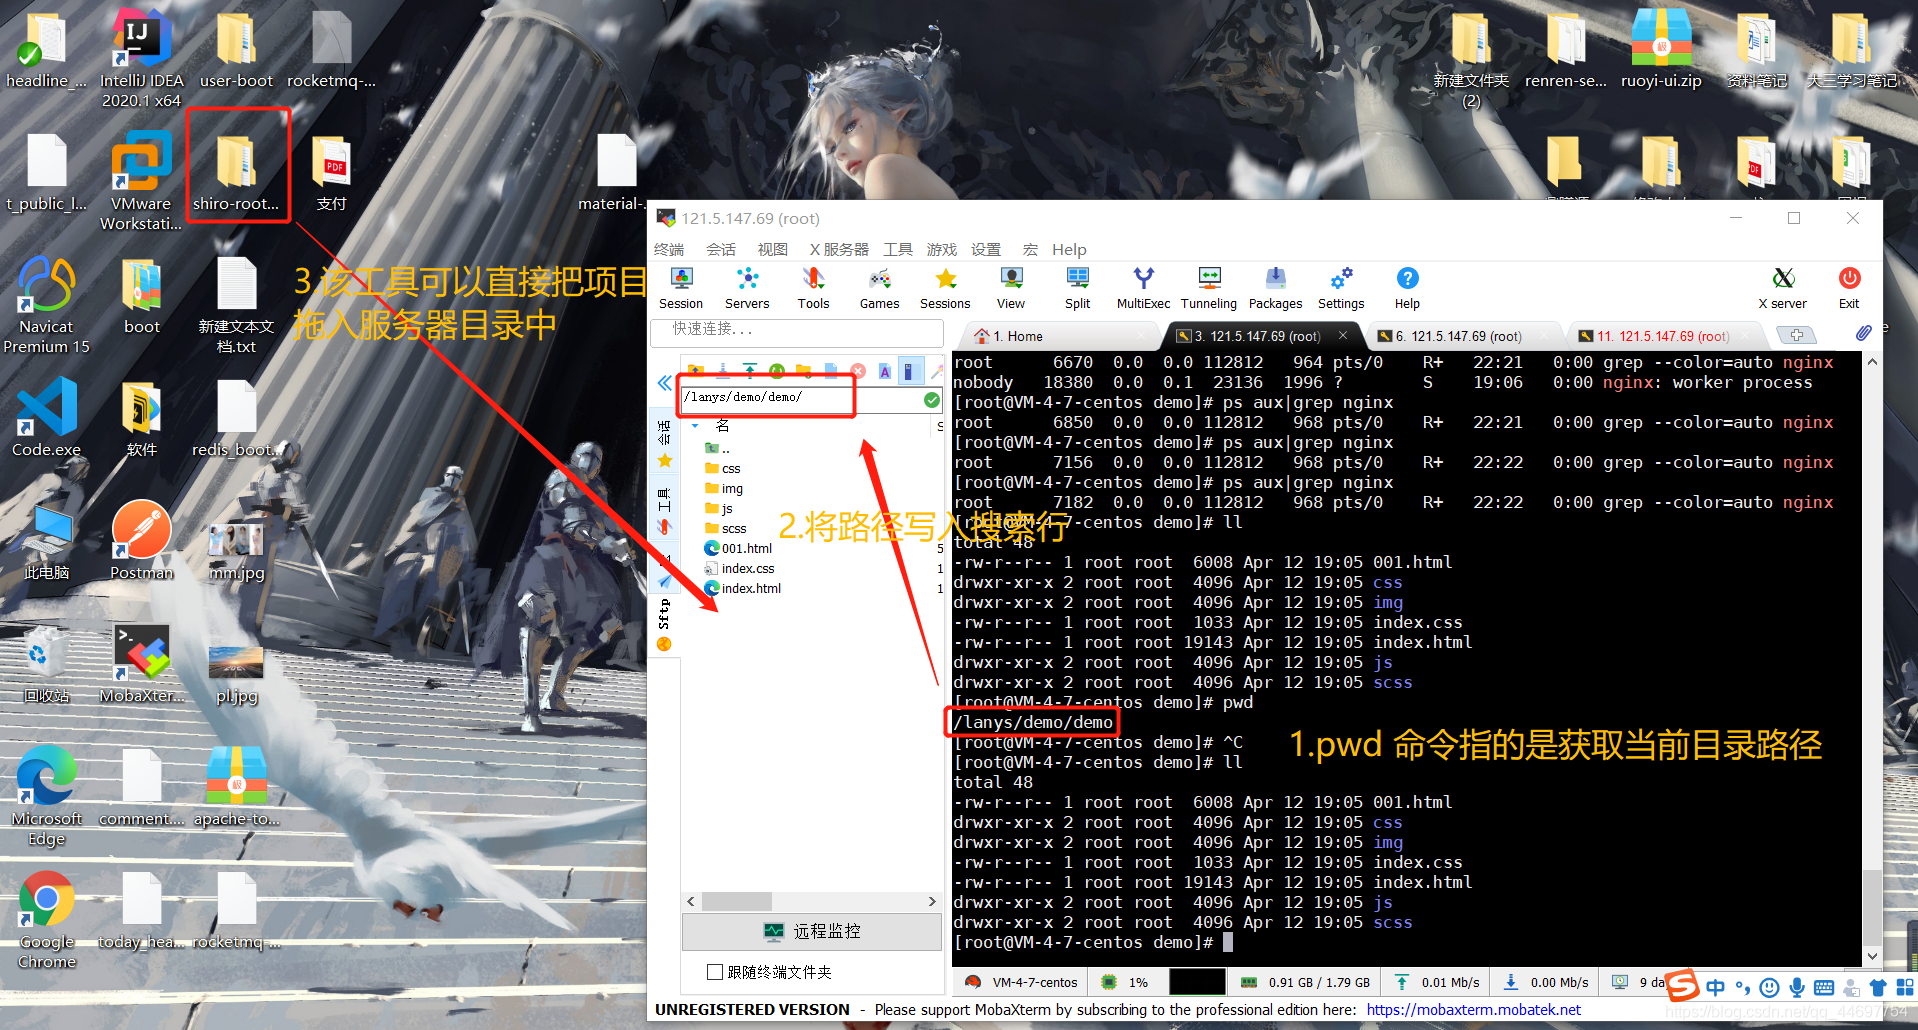 headline_...
IntelliJ IDEA
2020.1 x64
user-boot
rocketmq-...
新建文件夹
(2)
renren-se...
ruoyi-ui.zip
资料笔记
大三学习笔记
t_public_l...
VMware
Workstati...
shiro-root...
支付
material-...
Navicat
Premium 15
boot
新建文本文
档.txt
Code.exe
软件
redis_boot...
此电脑
Postman
mm.jpg
回收站
MobaXter...
pl.jpg
Microsoft
Edge
comment....
apache-to...
Google
Chrome
today_hea...
rocketmq-...
3.该工具可以直接把项目
拖入服务器目录中
121.5.147.69 (root)
终端 会话 视图 X 服务器 工具 游戏 设置 宏 Help
Session Servers Tools Games Sessions View Split MultiExec Tunneling Packages Settings Help X server Exit
快速连接...
1. Home
3. 121.5.147.69 (root)
6. 121.5.147.69 (root)
11. 121.5.147.69 (root)
/lanys/demo/demo/
名
..
css
img
js
scss
001.html
index.css
index.html
会话
工具
Sftp
2.将路径写入搜索行
远程监控
跟随终端文件夹
root 6670 0.0 0.0 112812 964 pts/0 R+ 22:21 0:00 grep --color=auto nginx
nobody 18380 0.0 0.1 23136 1996 ? S 19:06 0:00 nginx: worker process
[root@VM-4-7-centos demo]# ps aux|grep nginx
root 6850 0.0 0.0 112812 968 pts/0 R+ 22:21 0:00 grep --color=auto nginx
[root@VM-4-7-centos demo]# ps aux|grep nginx
root 7156 0.0 0.0 112812 968 pts/0 R+ 22:22 0:00 grep --color=auto nginx
[root@VM-4-7-centos demo]# ps aux|grep nginx
root 7182 0.0 0.0 112812 968 pts/0 R+ 22:22 0:00 grep --color=auto nginx
[root@VM-4-7-centos demo]# ll
total 48
-rw-r--r-- 1 root root 6008 Apr 12 19:05 001.html
drwxr-xr-x 2 root root 4096 Apr 12 19:05 css
drwxr-xr-x 2 root root 4096 Apr 12 19:05 img
-rw-r--r-- 1 root root 1033 Apr 12 19:05 index.css
-rw-r--r-- 1 root root 19143 Apr 12 19:05 index.html
drwxr-xr-x 2 root root 4096 Apr 12 19:05 js
drwxr-xr-x 2 root root 4096 Apr 12 19:05 scss
[root@VM-4-7-centos demo]# pwd
/lanys/demo/demo
[root@VM-4-7-centos demo]# ^C
[root@VM-4-7-centos demo]# ll
total 48
-rw-r--r-- 1 root root 6008 Apr 12 19:05 001.html
drwxr-xr-x 2 root root 4096 Apr 12 19:05 css
drwxr-xr-x 2 root root 4096 Apr 12 19:05 img
-rw-r--r-- 1 root root 1033 Apr 12 19:05 index.css
-rw-r--r-- 1 root root 19143 Apr 12 19:05 index.html
drwxr-xr-x 2 root root 4096 Apr 12 19:05 js
drwxr-xr-x 2 root root 4096 Apr 12 19:05 scss
[root@VM-4-7-centos demo]#
1.pwd 命令指的是获取当前目录路径
VM-4-7-centos 1% 0.91 GB / 1.79 GB 0.01 Mb/s 0.00 Mb/s 9 da
中
UNREGISTERED VERSION - Please support MobaXterm by subscribing to the professional edition here: https://mobaxterm.mobatek.net
https://blog.csdn.net/qq_44697754